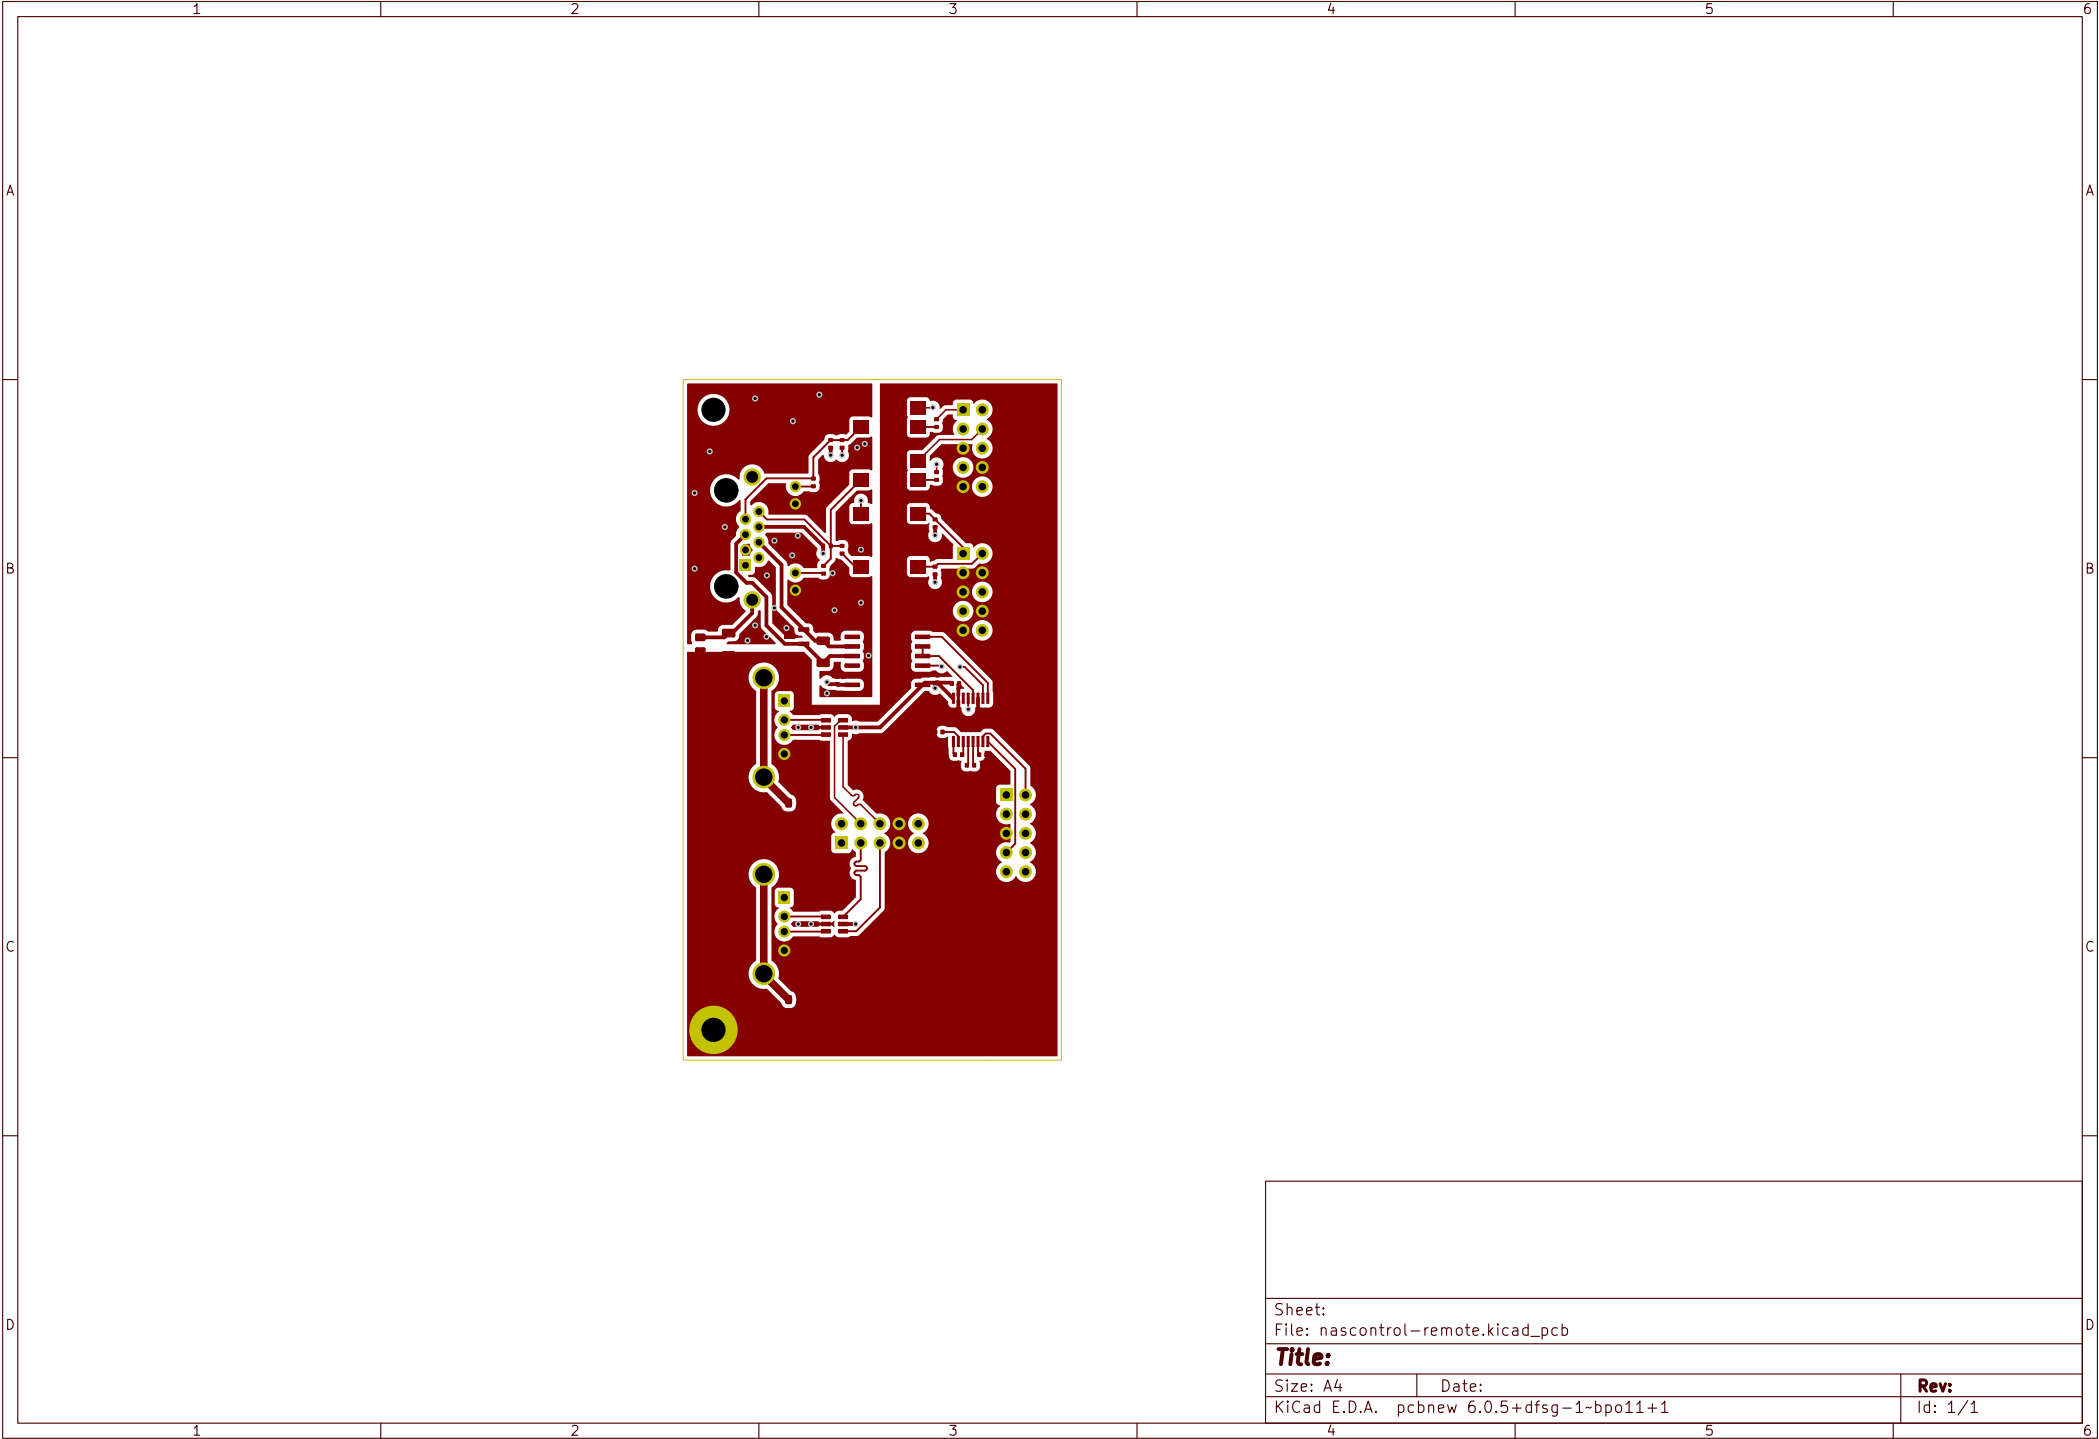 1 2 3 4 5 6
A A
B B
C C
Sheet:
File: nascontrol-remote.kicad_pcb
D D
Title:
Size: A4 Date: Rev:
KiCad E.D.A. pcbnew 6.0.5+dfsg-1~bpo11+1 Id: 1/1
1 2 3 4 5 6